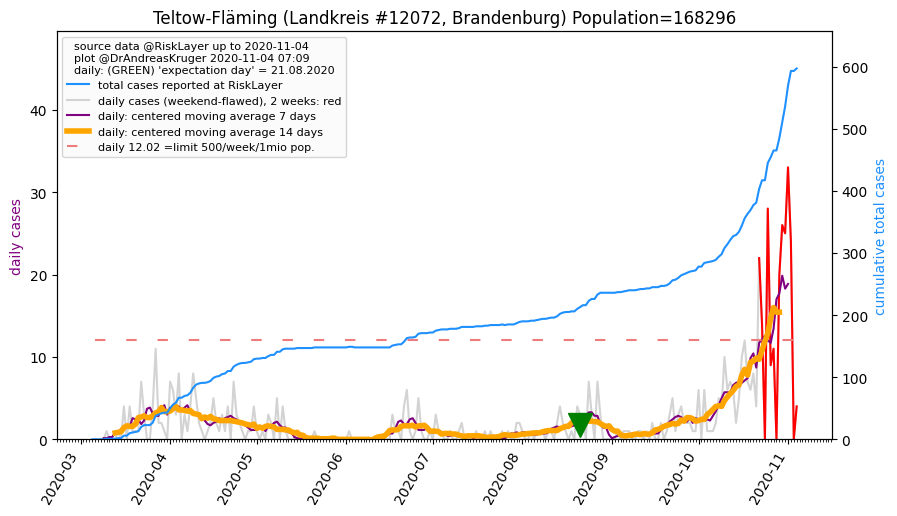 Teltow-Fläming (Landkreis #12072, Brandenburg) Population=168296
source data @RiskLayer up to 2020-11-04
plot @DrAndreasKruger 2020-11-04 07:09
daily: (GREEN) 'expectation day' = 21.08.2020
total cases reported at RiskLayer
daily cases (weekend-flawed), 2 weeks: red
daily: centered moving average 7 days
daily: centered moving average 14 days
daily 12.02 =limit 500/week/1mio pop.
daily cases
40
30
20
10
0
cumulative total cases
600
500
400
300
200
100
0
2020-03
2020-04
2020-05
2020-06
2020-07
2020-08
2020-09
2020-10
2020-11